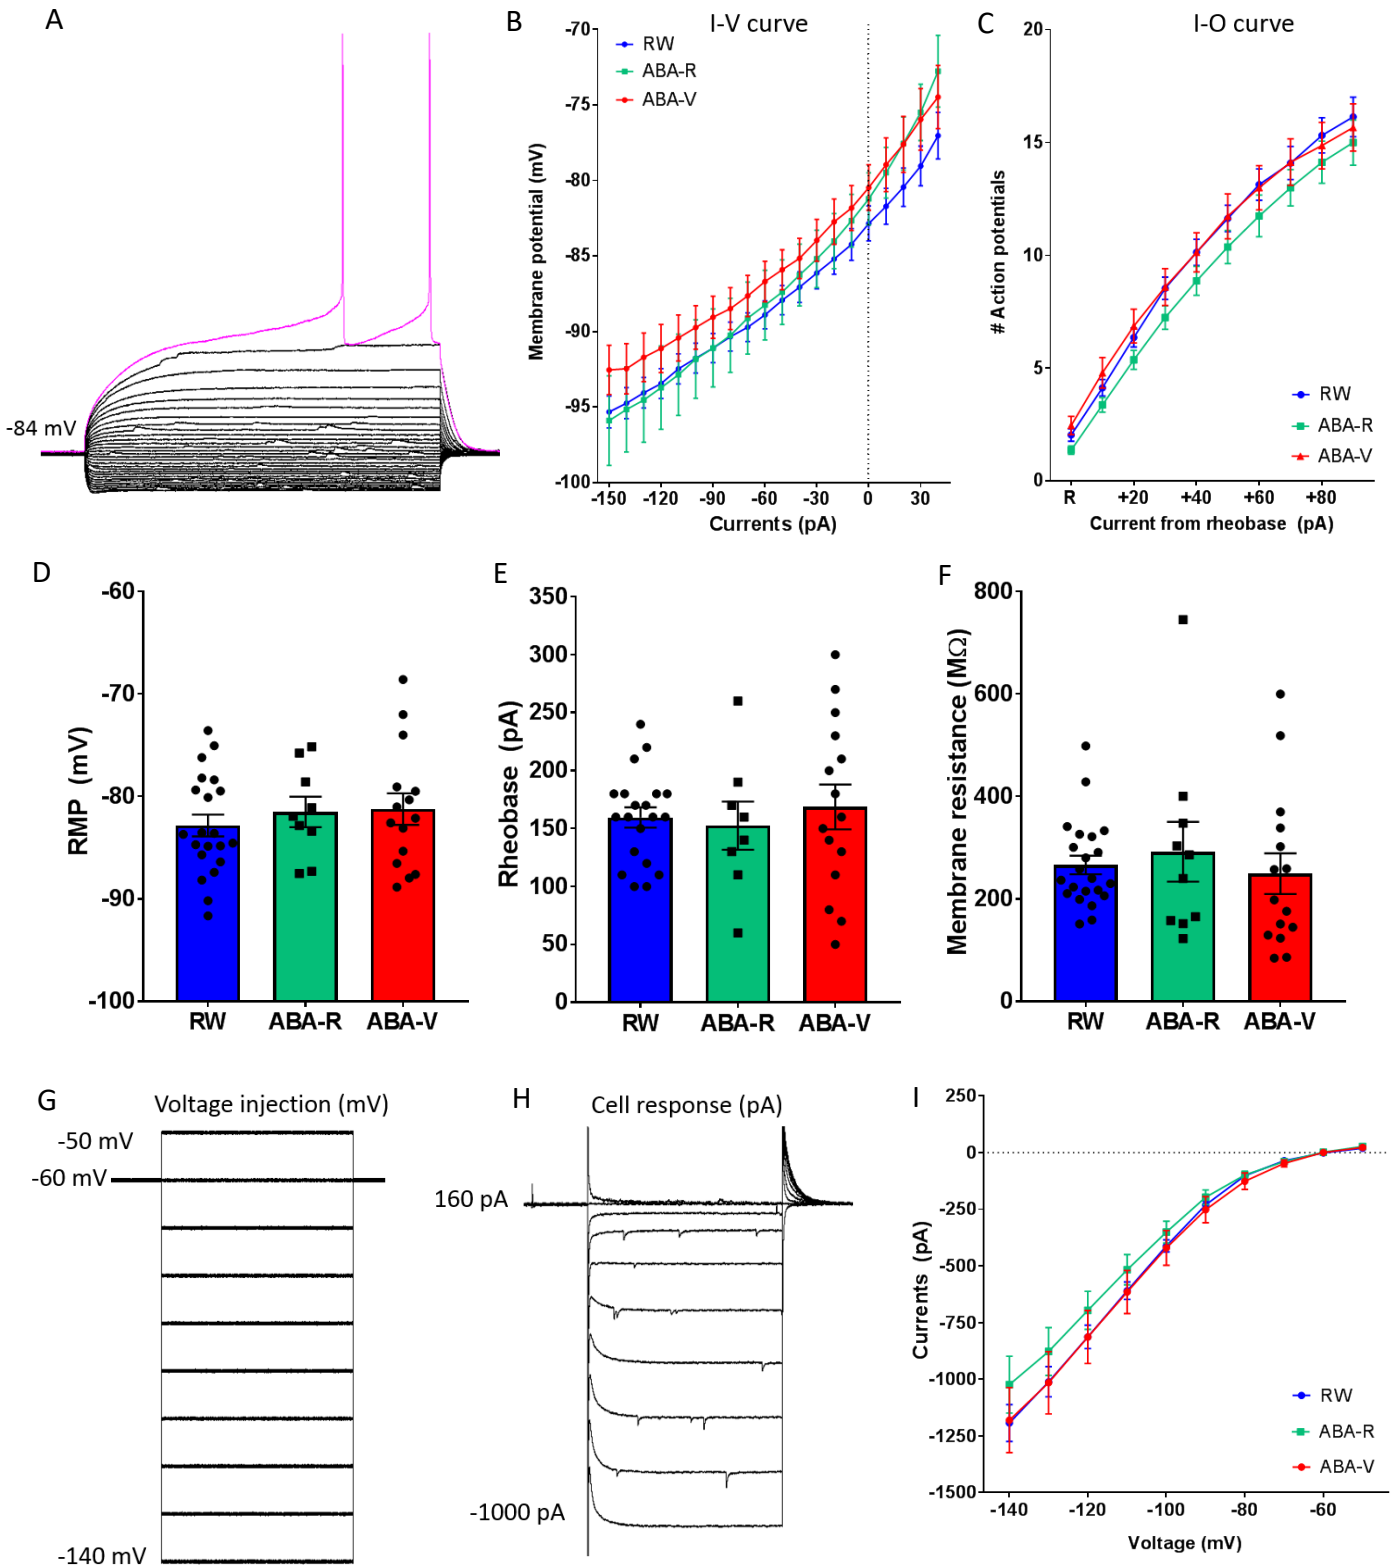 A
-84 mV
B
I-V curve
RW
ABA-R
ABA-V
Membrane potential (mV)
-70
-75
-80
-85
-90
-95
-100
-150 -120 -90 -60 -30 0 30
Currents (pA)
C
I-O curve
# Action potentials
20
15
10
5
0
RW
ABA-R
ABA-V
R +20 +40 +60 +80
Current from rheobase (pA)
D
RMP (mV)
-60
-70
-80
-90
-100
RW ABA-R ABA-V
E
Rheobase (pA)
350
300
250
200
150
100
50
0
RW ABA-R ABA-V
F
Membrane resistance (MΩ)
800
600
400
200
0
RW ABA-R ABA-V
G
Voltage injection (mV)
-50 mV
-60 mV
-140 mV
H
Cell response (pA)
160 pA
-1000 pA
I
Currents (pA)
250
0
-250
-500
-750
-1000
-1250
-1500
RW
ABA-R
ABA-V
-140 -120 -100 -80 -60
Voltage (mV)